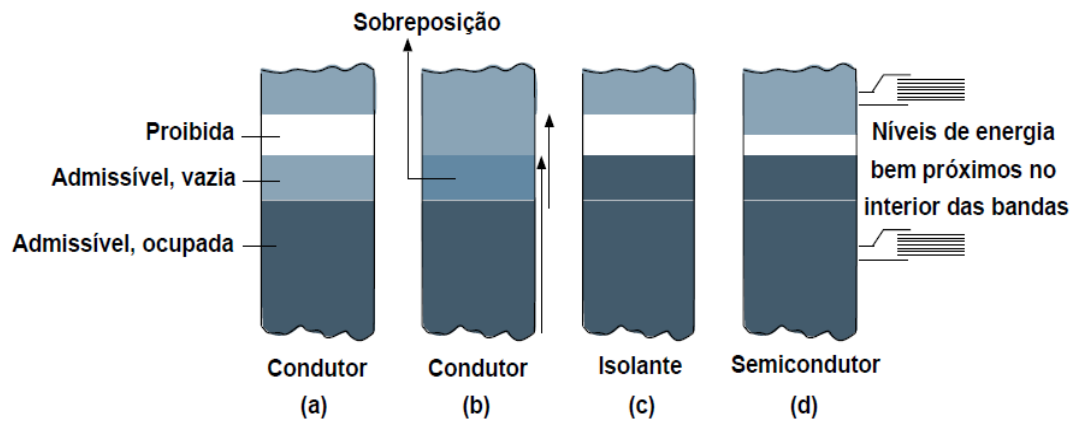 Sobreposição
Proibida
Admissível, vazia
Admissível, ocupada
Níveis de energia
bem próximos no
interior das bandas
Condutor
(a)
Condutor
(b)
Isolante
(c)
Semicondutor
(d)